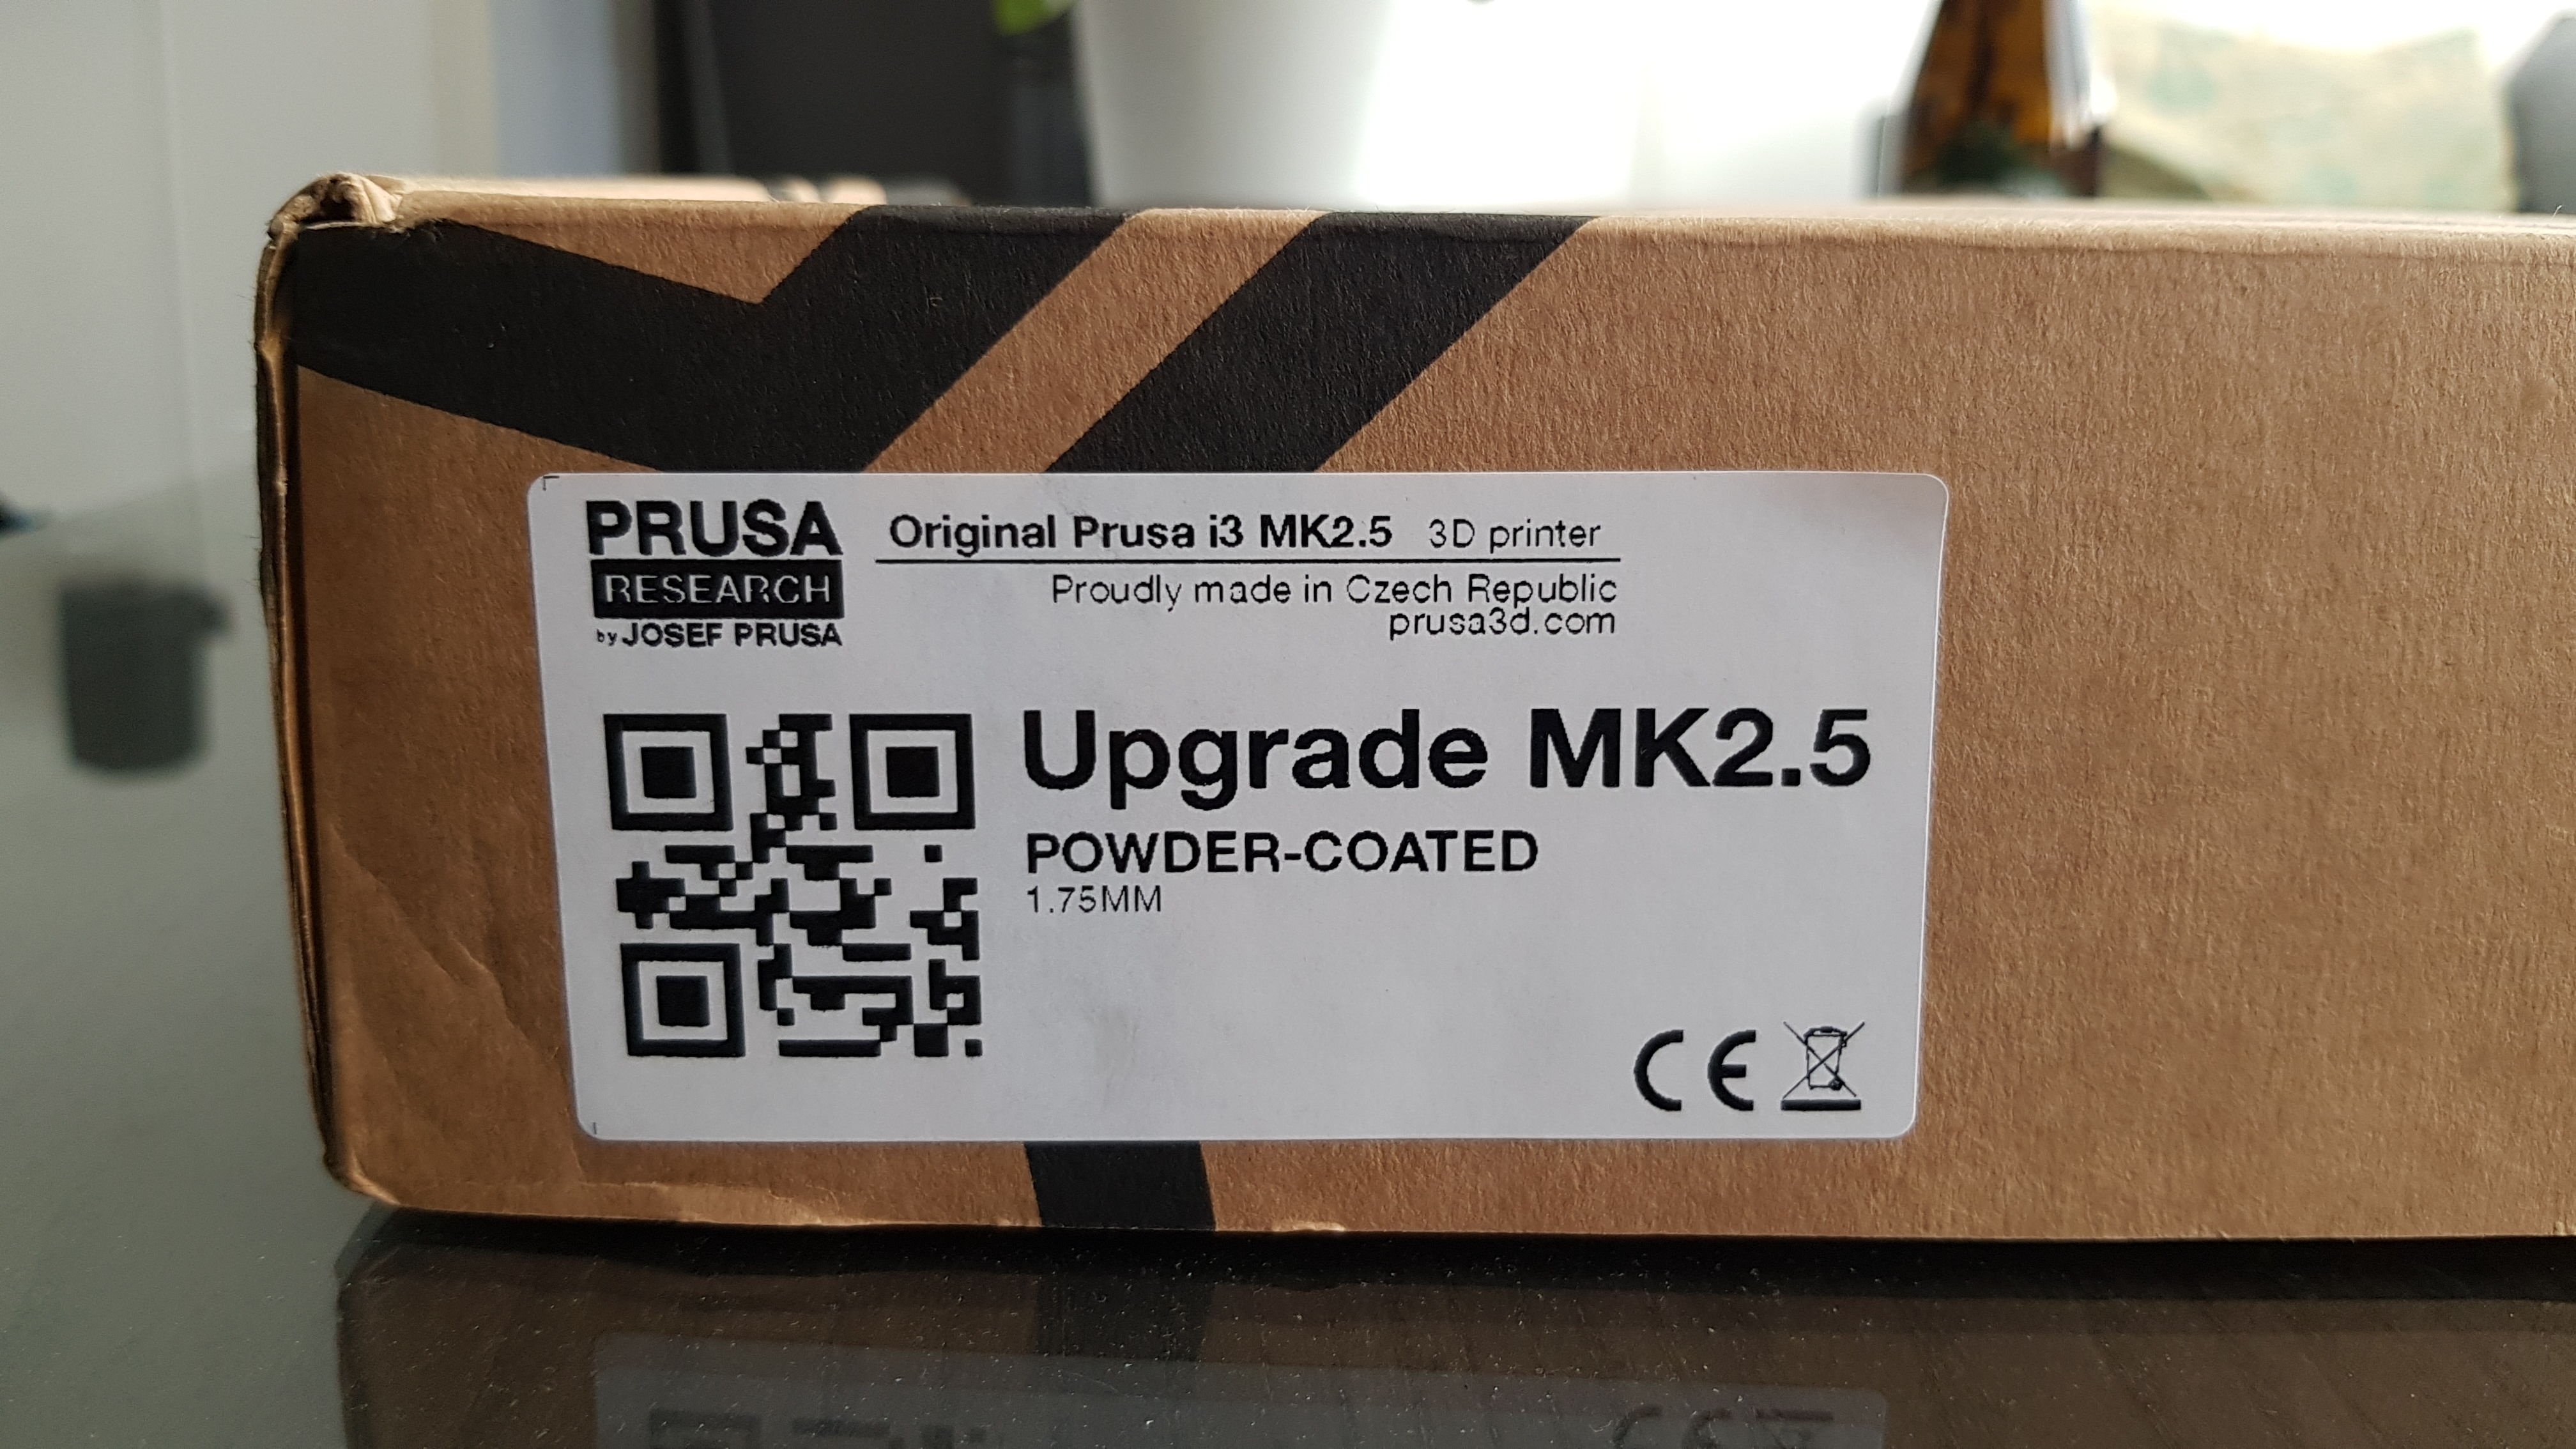 PRUSA
RESEARCH
by JOSEF PRUSA
Original Prusa i3 MK2.5 3D printer
Proudly made in Czech Republic
prusa3d.com
Upgrade MK2.5
POWDER-COATED
1.75MM
CE